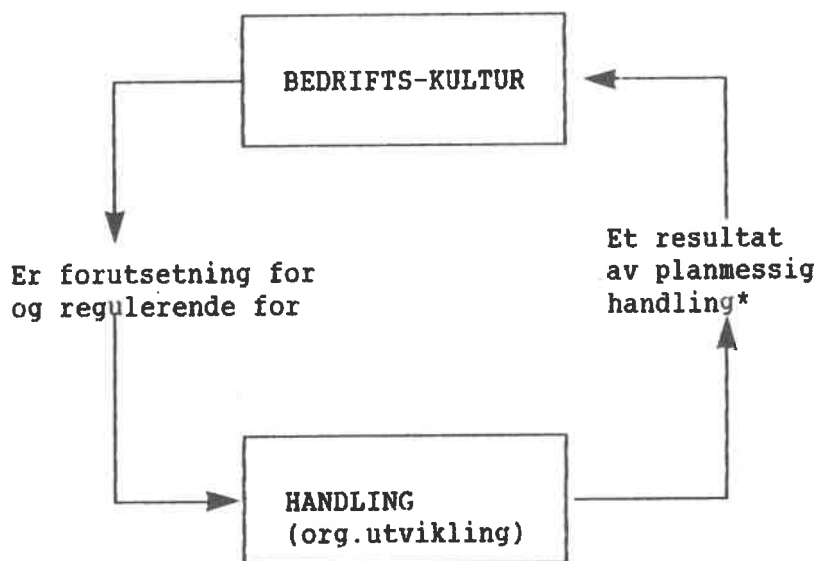 BEDRIFTS-KULTUR
Er forutsetning for
og regulerende for
Et resultat
av planmessig
handling*
HANDLING
(org.utvikling)